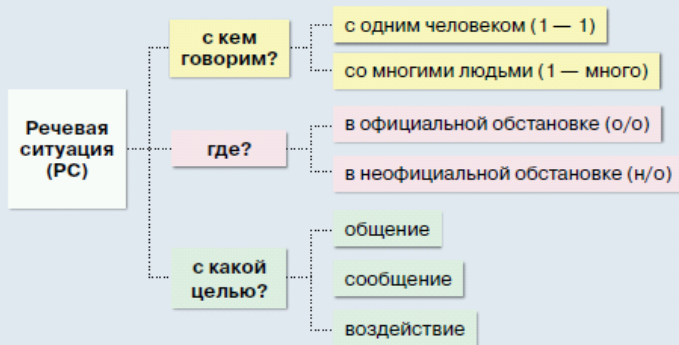 Речевая
ситуация
(РС)
с кем
говорим?
с одним человеком (1 — 1)
со многими людьми (1 — много)
где?
в официальной обстановке (о/о)
в неофициальной обстановке (н/о)
с какой
целью?
общение
сообщение
воздействие